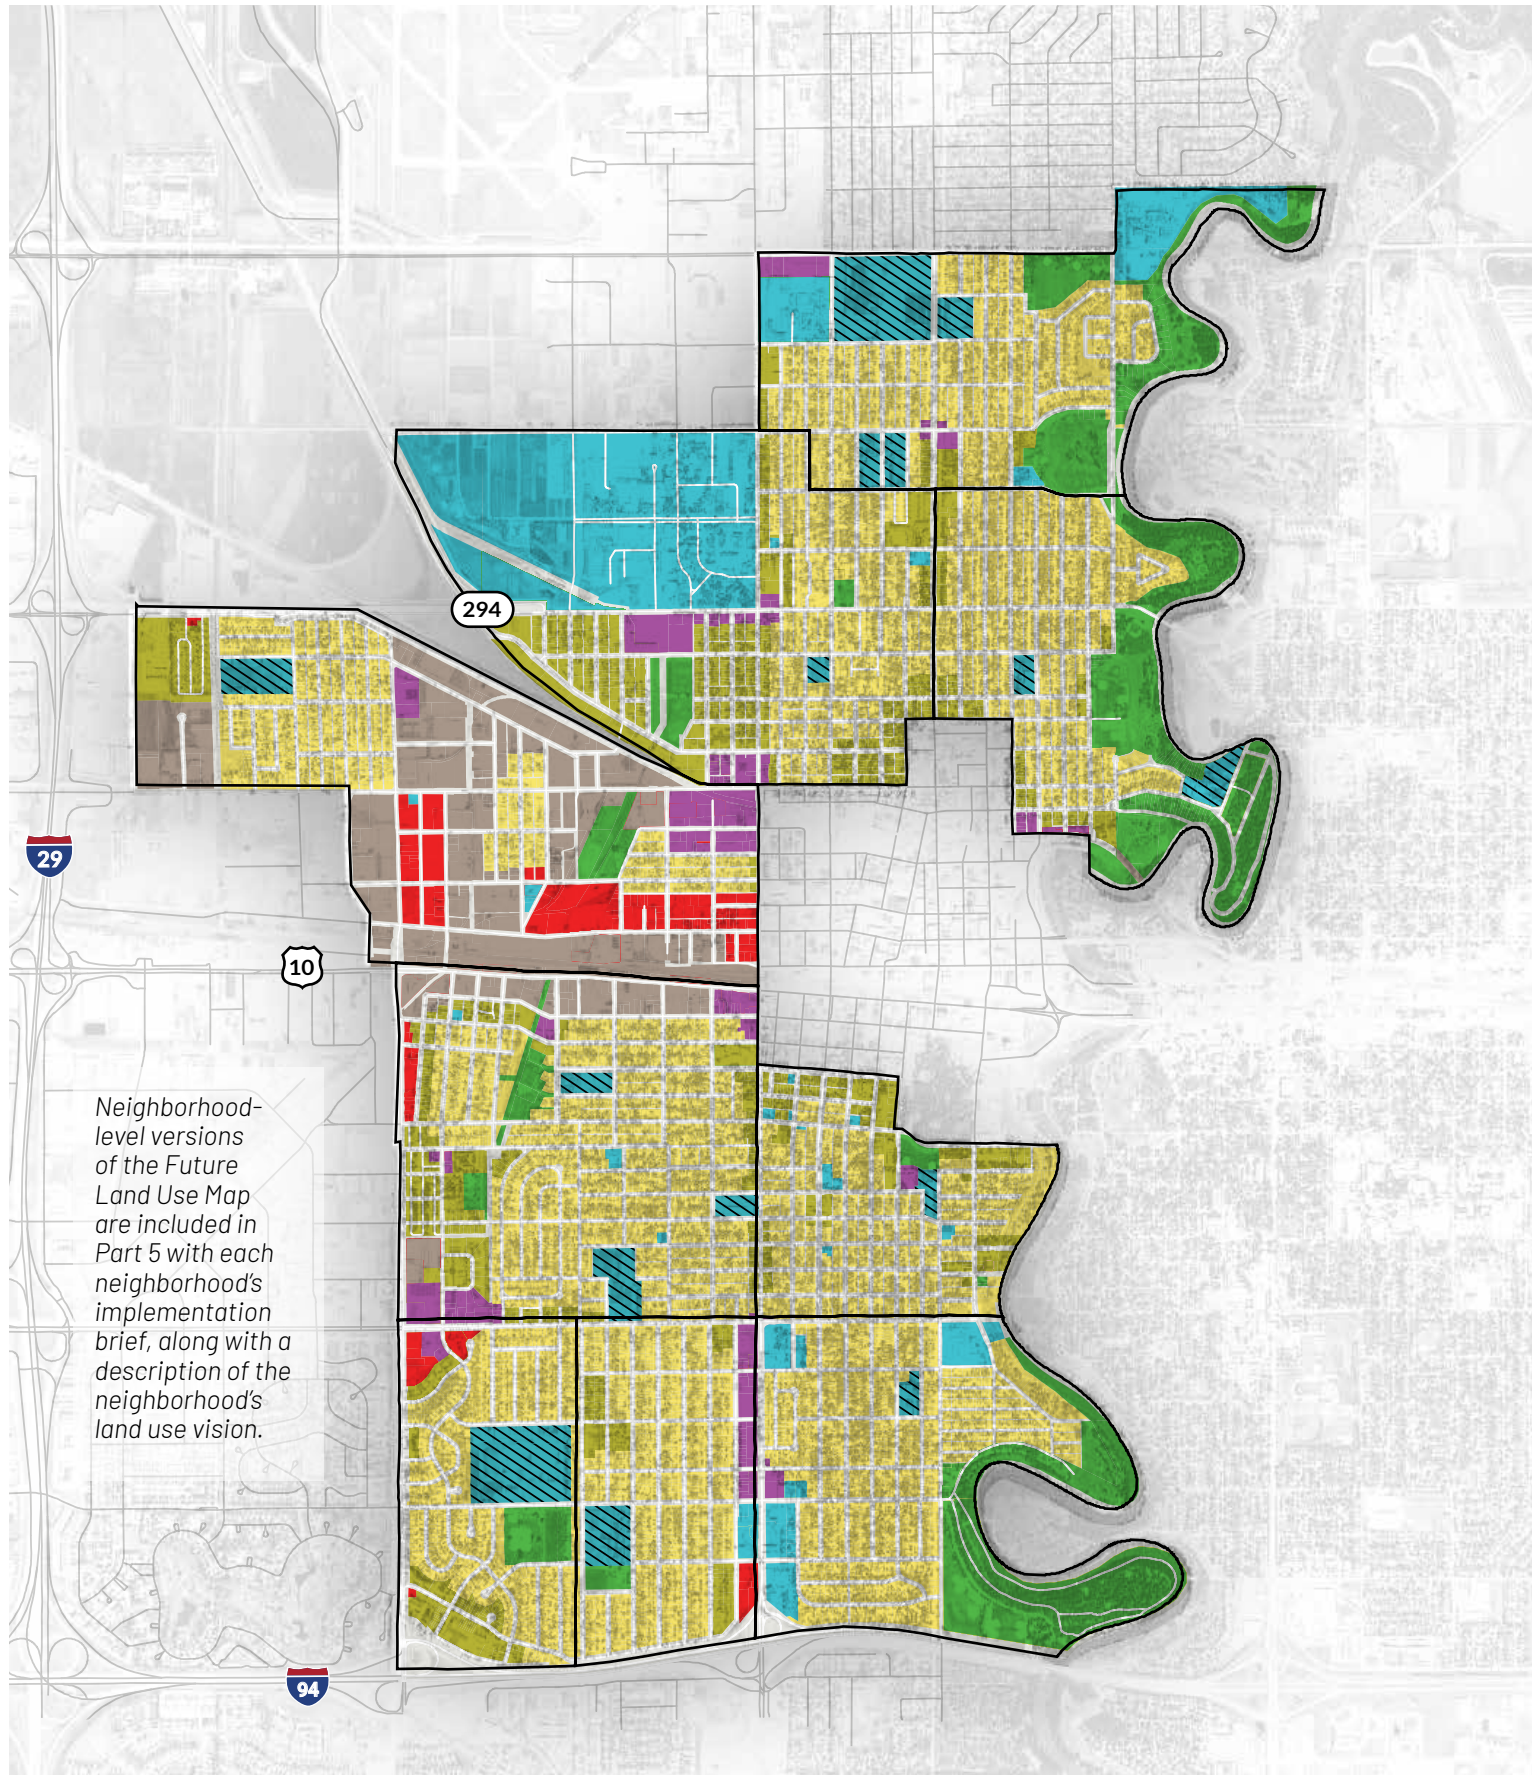 294
29
10
Neighborhood-
level versions
of the Future
Land Use Map
are included in
Part 5 with each
neighborhood's
implementation
brief, along with a
description of the
neighborhood's
land use vision.
94